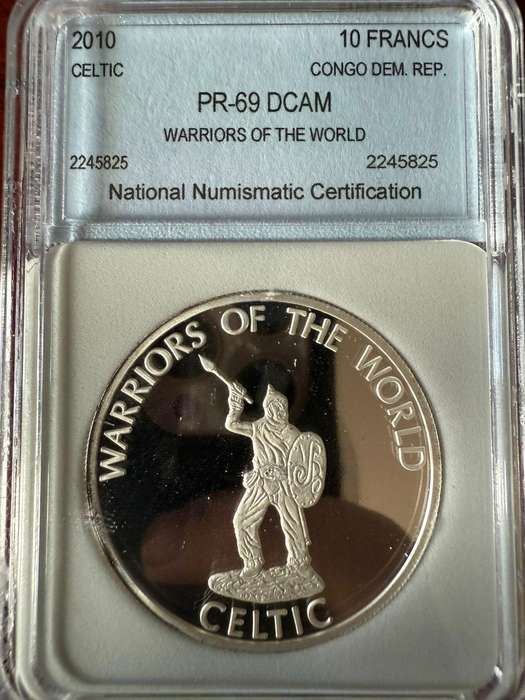 2010 10 FRANCS
CELTIC CONGO DEM. REP.
PR-69 DCAM
WARRIORS OF THE WORLD
2245825 2245825
National Numismatic Certification
WARRIORS OF THE WORLD
CELTIC